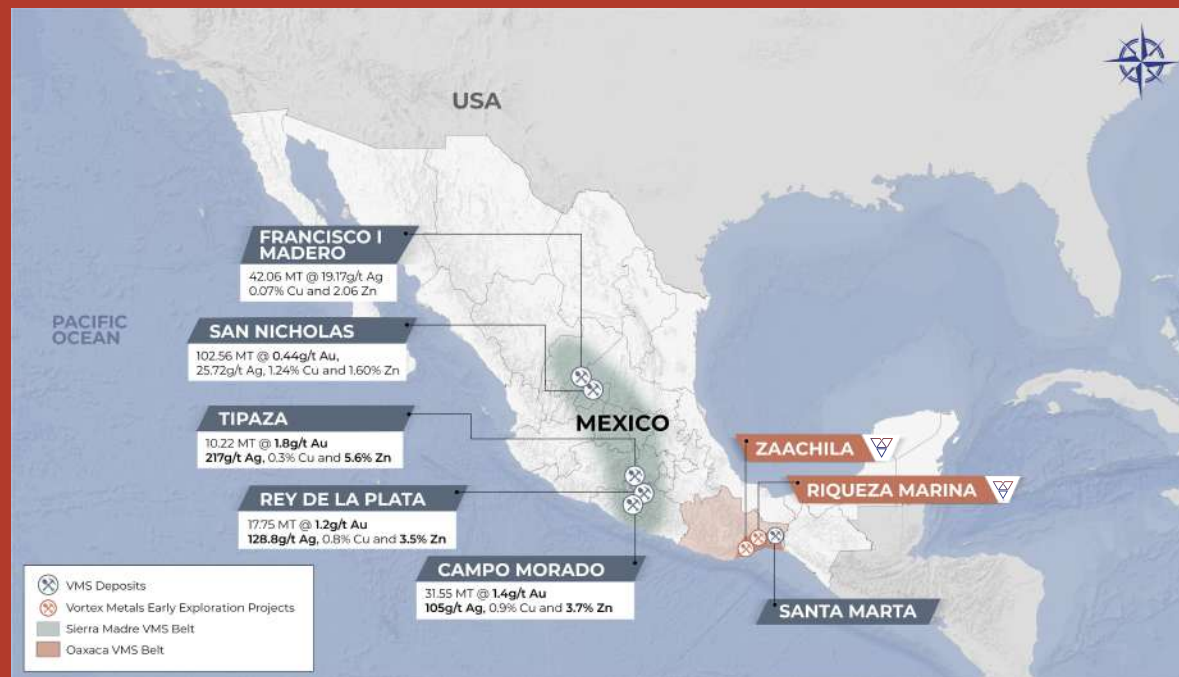 USA
FRANCISCO I
MADERO
42.06 MT @ 19.17g/t Ag
0.07% Cu and 2.06 Zn
PACIFIC
OCEAN
SAN NICHOLAS
102.56 MT @ 0.44g/t Au,
25.72g/t Ag, 1.24% Cu and 1.60% Zn
TIPAZA
10.22 MT @ 1.8g/t Au
217g/t Ag, 0.3% Cu and 5.6% Zn
MEXICO
ZAACHILA
RIQUEZA MARINA
REY DE LA PLATA
17.75 MT @ 1.2g/t Au
128.8g/t Ag, 0.8% Cu and 3.5% Zn
CAMPO MORADO
31.55 MT @ 1.4g/t Au
105g/t Ag, 0.9% Cu and 3.7% Zn
SANTA MARTA
VMS Deposits
Vortex Metals Early Exploration Projects
Sierra Madre VMS Belt
Oaxaca VMS Belt